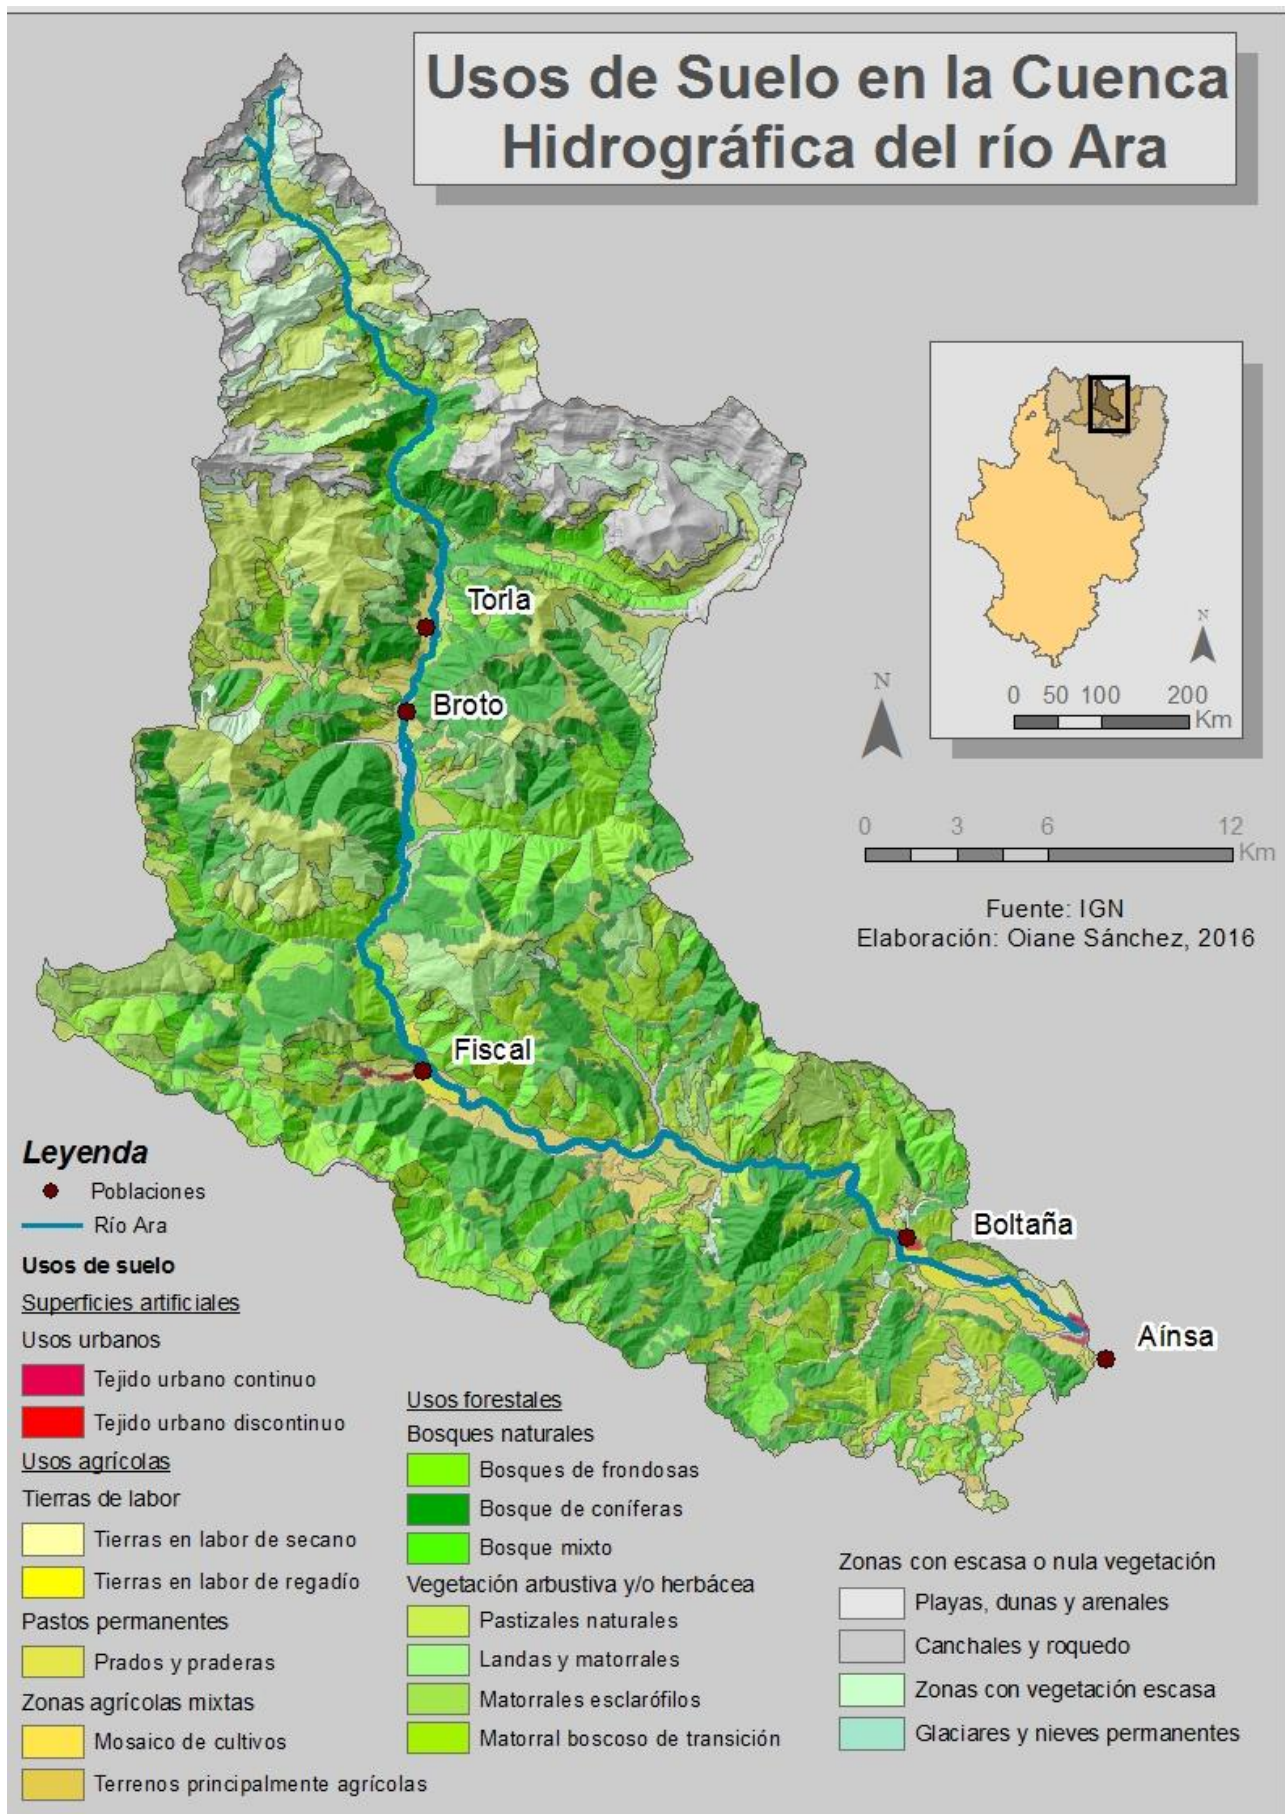 Usos de Suelo en la Cuenca
Hidrográfica del río Ara
N
0 50 100 200
Km
N
0 3 6 12
Km
Fuente: IGN
Elaboración: Oiane Sánchez, 2016
Torla
Broto
Fiscal
Boltaña
Aínsa
Leyenda
Poblaciones
Río Ara
Usos de suelo
Superficies artificiales
Usos urbanos
Tejido urbano continuo
Tejido urbano discontinuo
Usos agrícolas
Tierras de labor
Tierras en labor de secano
Tierras en labor de regadío
Pastos permanentes
Prados y praderas
Zonas agrícolas mixtas
Mosaico de cultivos
Terrenos principalmente agrícolas
Usos forestales
Bosques naturales
Bosques de frondosas
Bosque de coníferas
Bosque mixto
Vegetación arbustiva y/o herbácea
Pastizales naturales
Landas y matorrales
Matorrales esclarófilos
Matorral boscoso de transición
Zonas con escasa o nula vegetación
Playas, dunas y arenales
Canchales y roquedo
Zonas con vegetación escasa
Glaciares y nieves permanentes